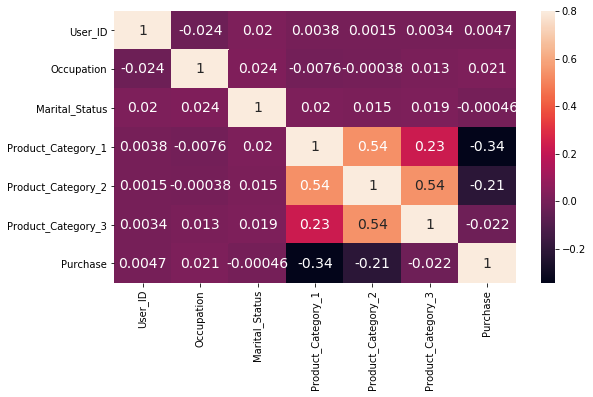 User_ID 1 -0.024 0.02 0.0038 0.0015 0.0034 0.0047
Occupation -0.024 1 0.024 -0.0076 -0.00038 0.013 0.021
Marital_Status 0.02 0.024 1 0.02 0.015 0.019 -0.00046
Product_Category_1 0.0038 -0.0076 0.02 1 0.54 0.23 -0.34
Product_Category_2 0.0015 -0.00038 0.015 0.54 1 0.54 -0.21
Product_Category_3 0.0034 0.013 0.019 0.23 0.54 1 -0.022
Purchase 0.0047 0.021 -0.00046 -0.34 -0.21 -0.022 1
User_ID
Occupation
Marital_Status
Product_Category_1
Product_Category_2
Product_Category_3
Purchase
0.8
0.6
0.4
0.2
0.0
−0.2